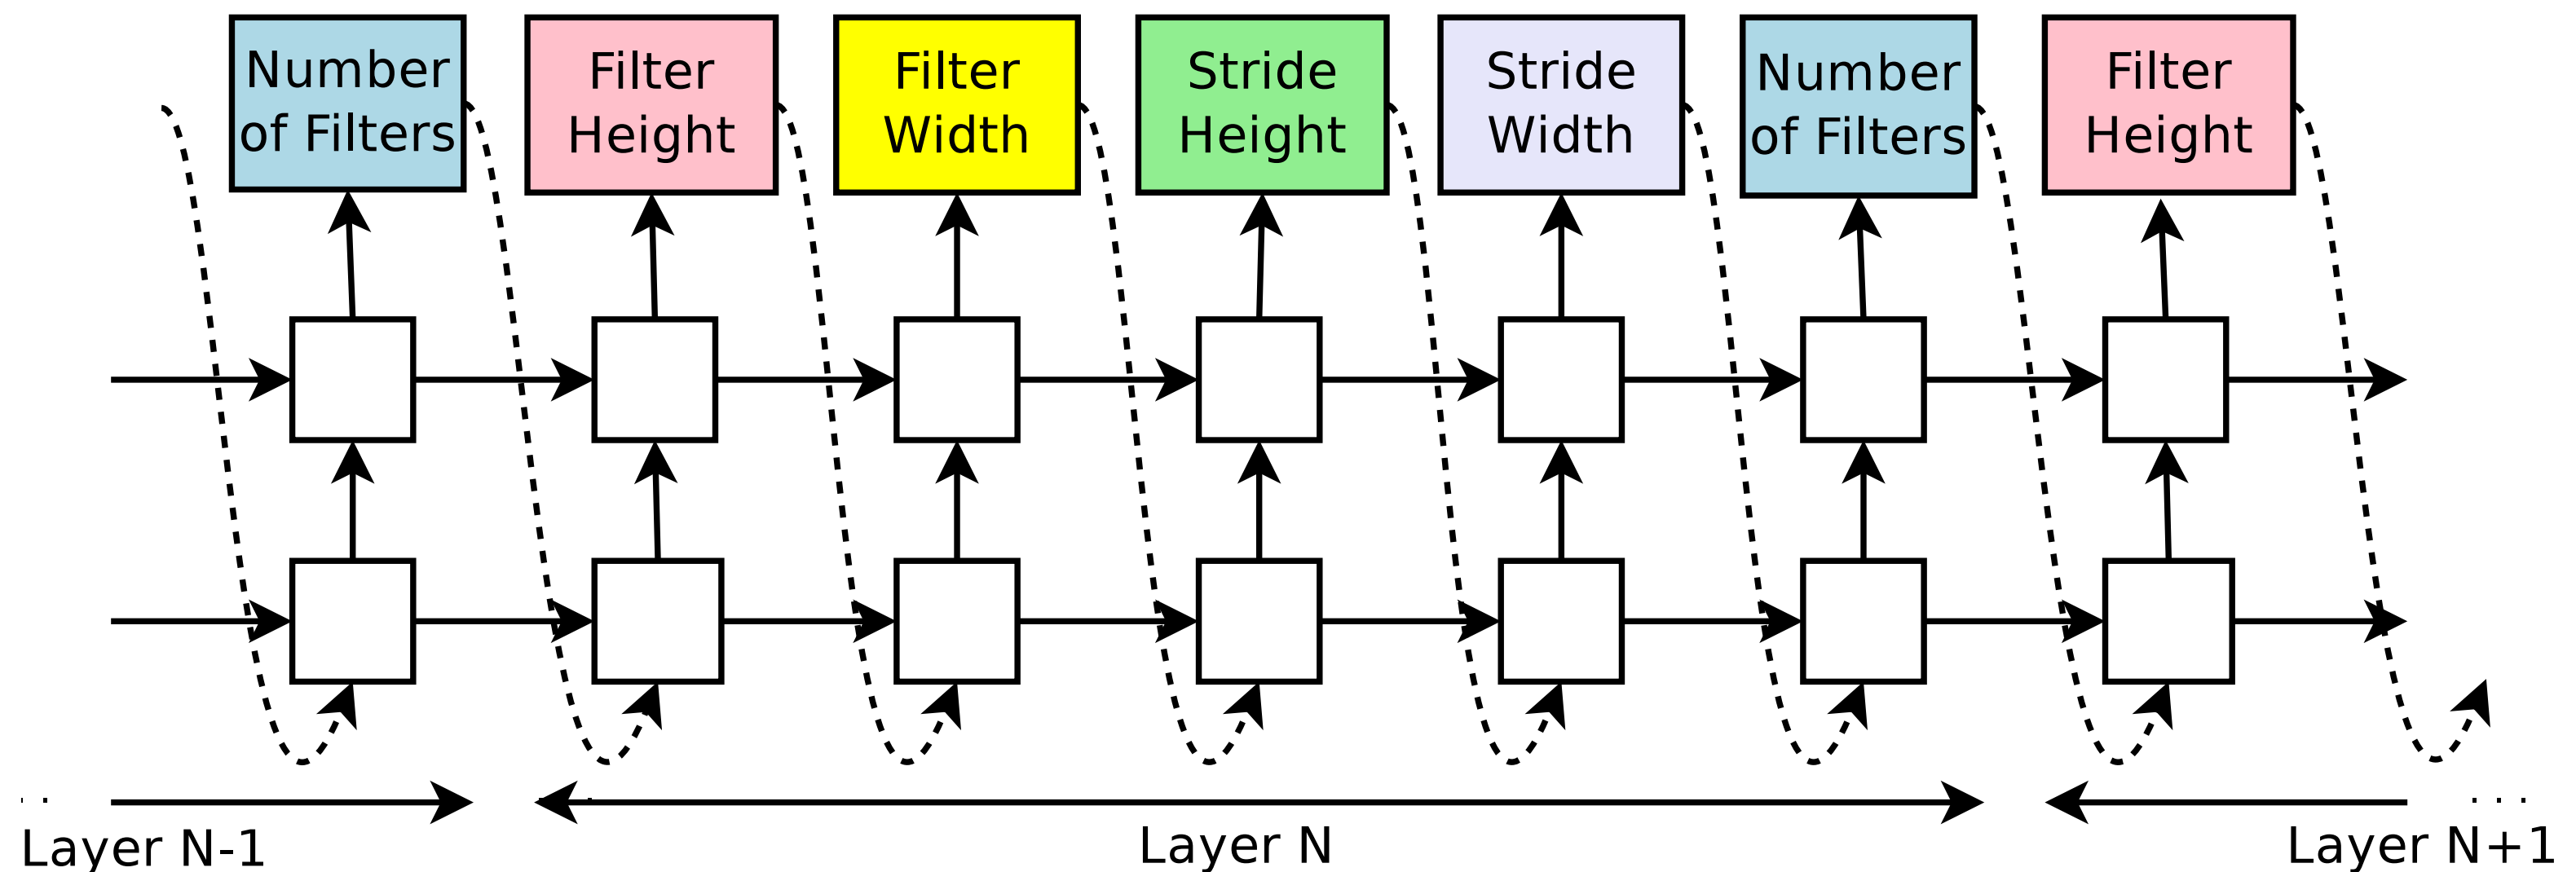 Number
of Filters
Filter
Height
Filter
Width
Stride
Height
Stride
Width
Number
of Filters
Filter
Height
Layer N-1
Layer N
. . .
Layer N+1